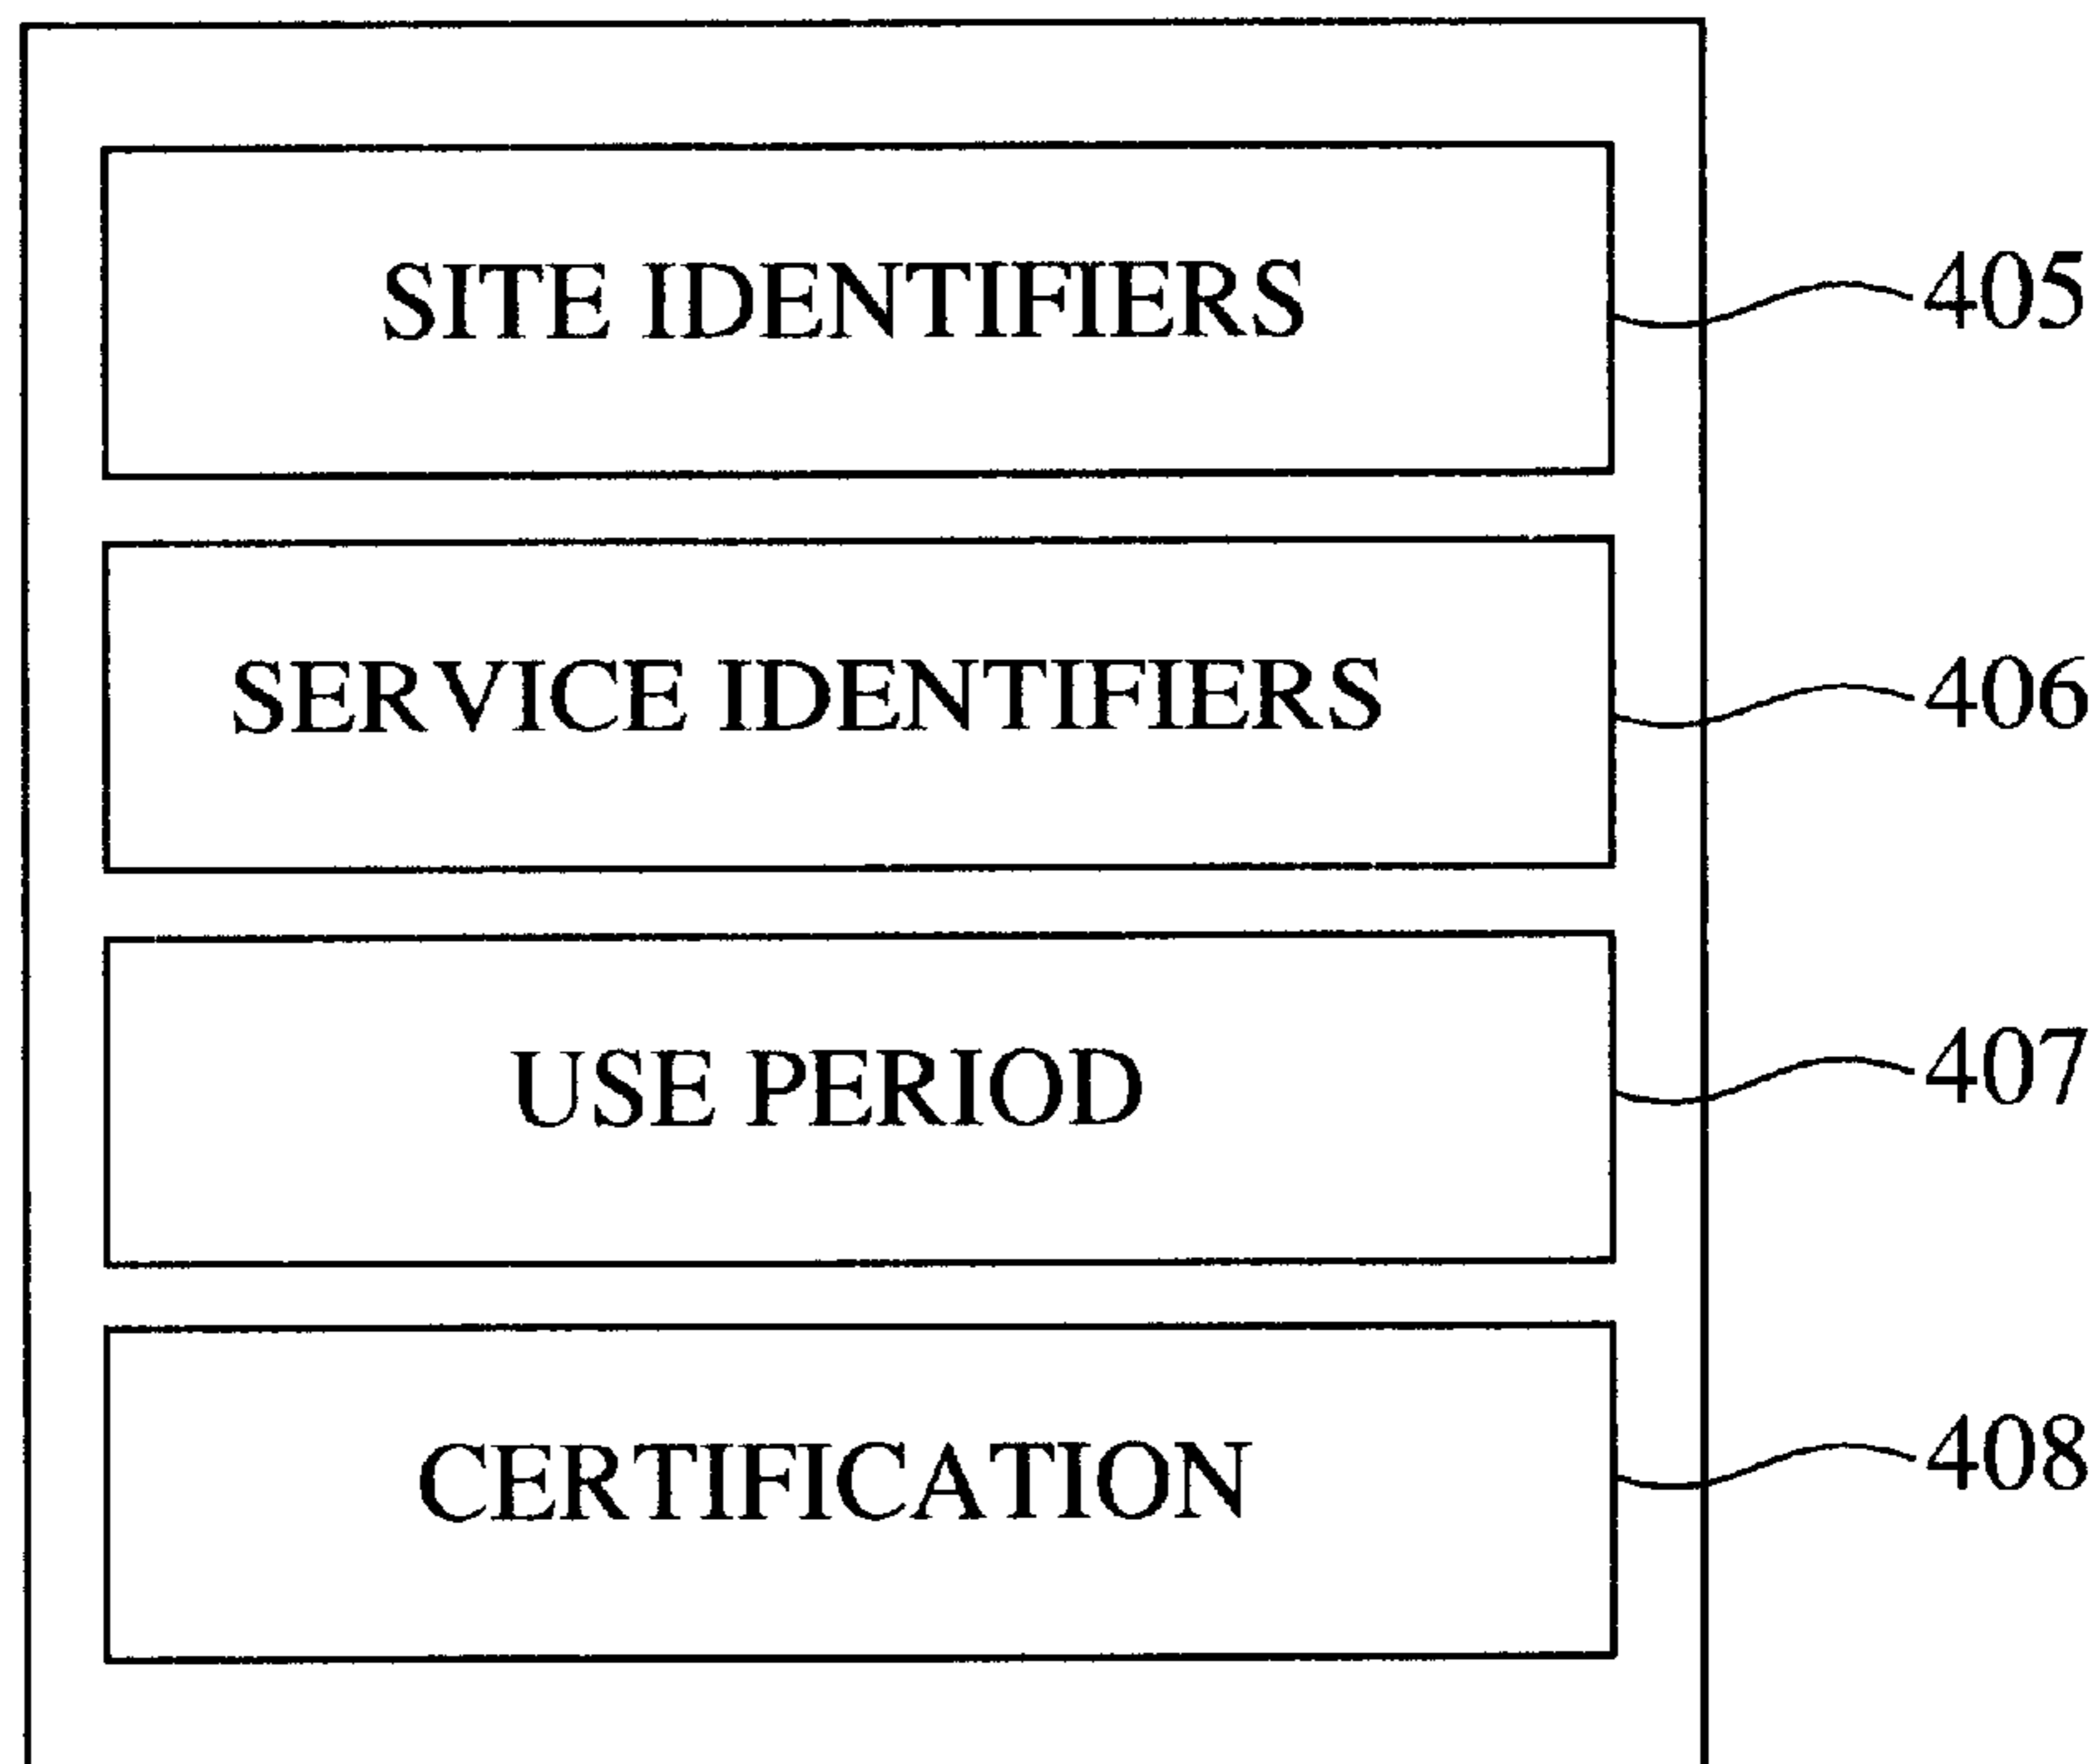 SITE IDENTIFIERS
405
SERVICE IDENTIFIERS
406
USE PERIOD
407
CERTIFICATION
408